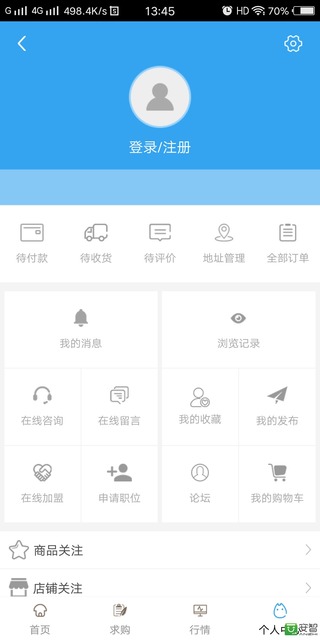 G 4G 498.4K/s S 13:45 HD 70%
登录/注册
待付款 待收货 待评价 地址管理 全部订单
我的消息 浏览记录
在线咨询 在线留言 我的收藏 我的发布
在线加盟 申请职位 论坛 我的购物车
商品关注
店铺关注
首页 求购 行情 个人中
安智